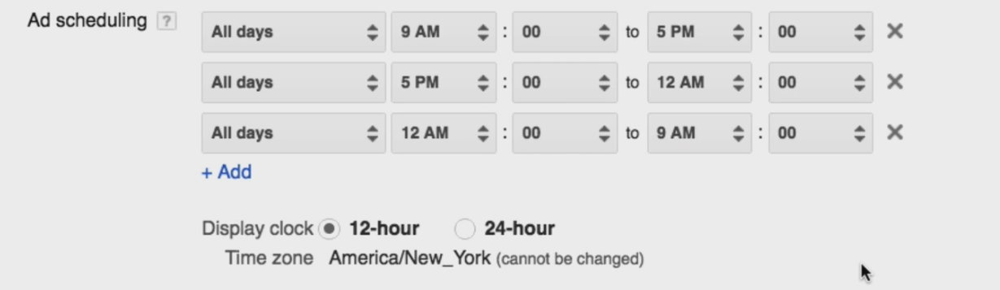 Ad scheduling ? All days 9 AM : 00 to 5 PM : 00
All days 5 PM : 00 to 12 AM : 00
All days 12 AM : 00 to 9 AM : 00
+ Add
Display clock 12-hour 24-hour
Time zone America/New_York (cannot be changed)